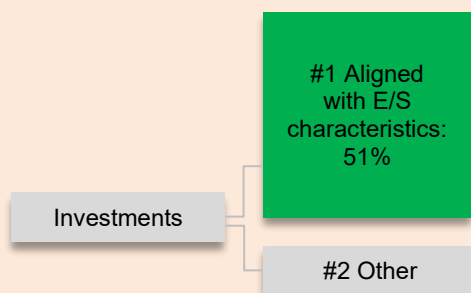 #1 Aligned
with E/S
characteristics:
51%
Investments
#2 Other